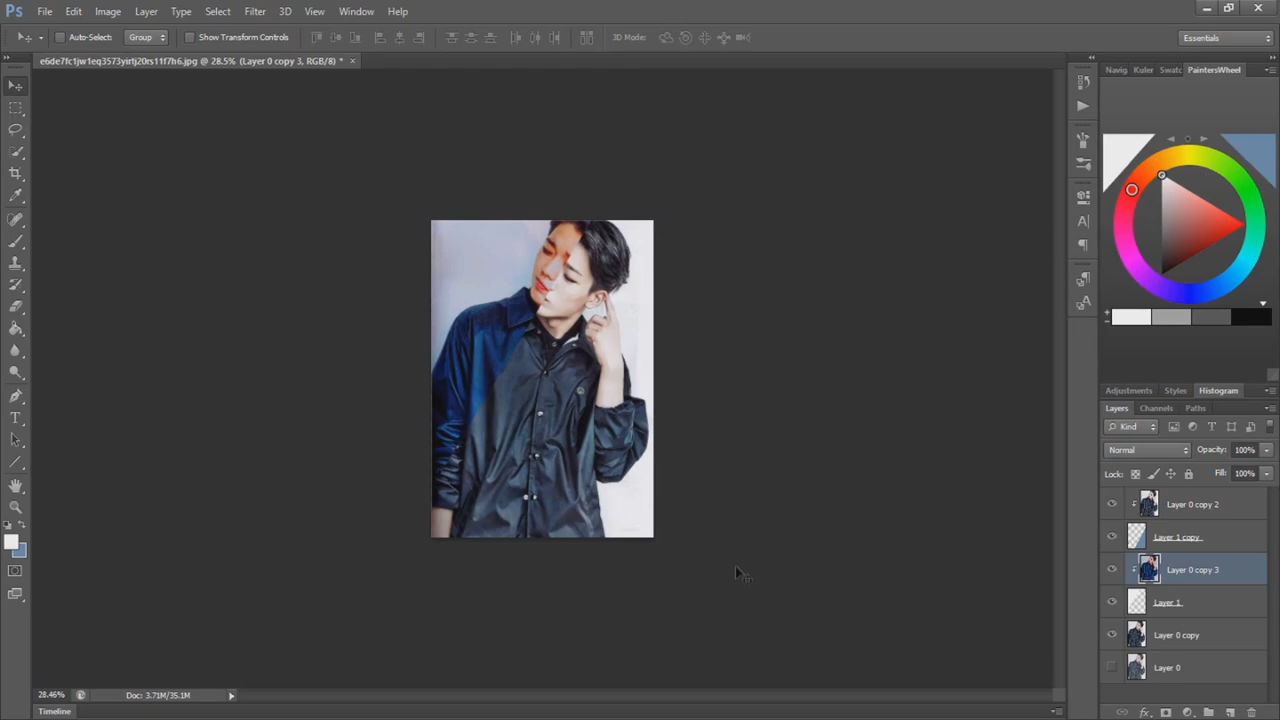 Ps File Edit Image Layer Type Select Filter 3D View Window Help
Auto-Select: Group Show Transform Controls 3D Mode: Essentials
e6de7fc1jw1eq3573yirtj20rs11f7h6.jpg @ 28.5% (Layer 0 copy 3, RGB/8) * ×
Navig Kuler Swatc PaintersWheel
Adjustments Styles Histogram
Layers Channels Paths
Kind
Normal Opacity: 100%
Lock: Fill: 100%
Layer 0 copy 2
Layer 1 copy
Layer 0 copy 3
Layer 1
Layer 0 copy
Layer 0
28.46% Doc: 3.71M/35.1M
Timeline